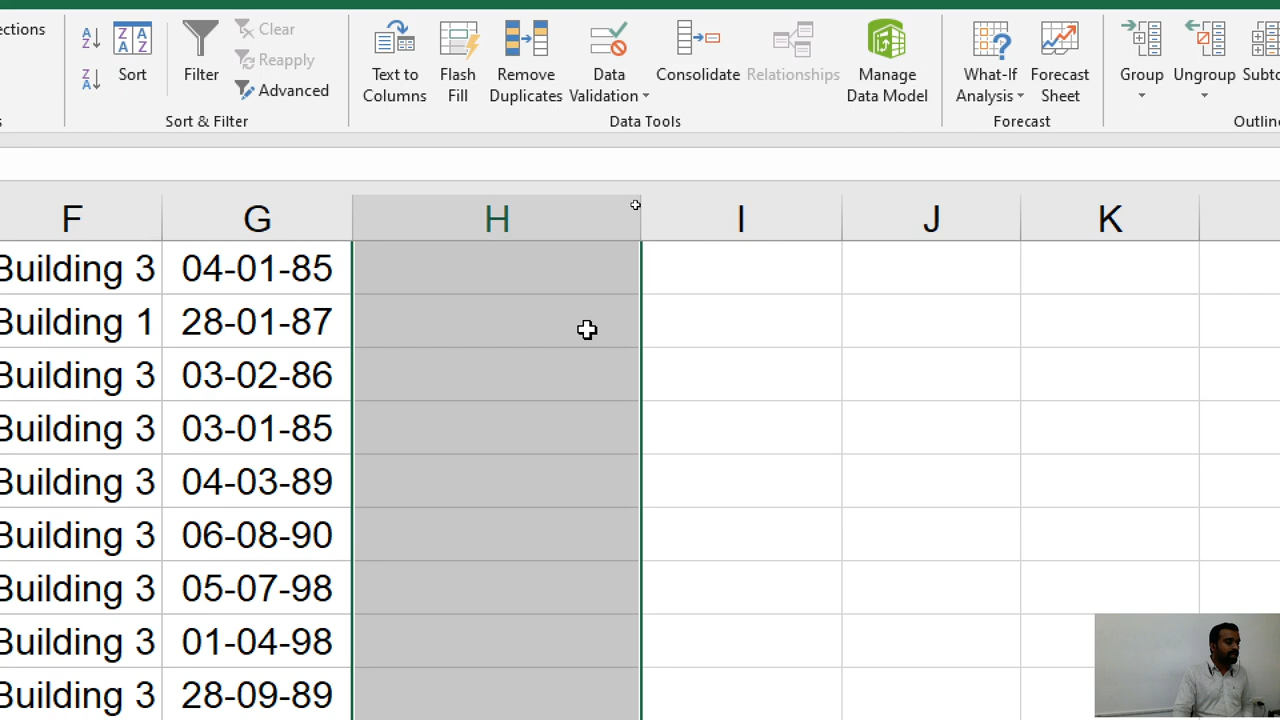 ections
Sort
Filter
Clear
Reapply
Advanced
Text to
Columns
Flash
Fill
Remove
Duplicates
Data
Validation
Consolidate
Relationships
Manage
Data Model
What-If
Analysis
Forecast
Sheet
Group
Ungroup
Subto
s
Sort & Filter
Data Tools
Forecast
Outlin
F G H I J K
Building 3 04-01-85
Building 1 28-01-87
Building 3 03-02-86
Building 3 03-01-85
Building 3 04-03-89
Building 3 06-08-90
Building 3 05-07-98
Building 3 01-04-98
Building 3 28-09-89